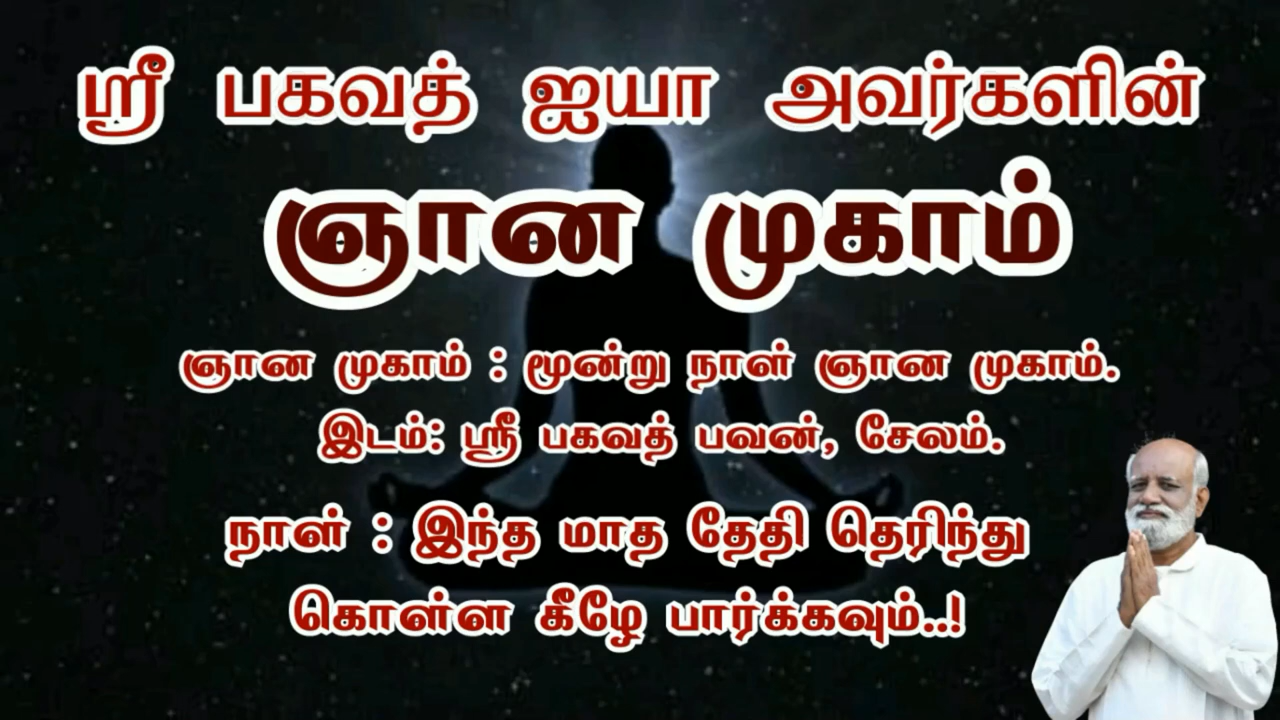 ஸ்ரீ பகவத் ஐயா அவர்களின்
ஞான முகாம்
ஞான முகாம் : மூன்று நாள் ஞான முகாம்.
இடம்: ஸ்ரீ பகவத் பவன், சேலம்.
நாள் : இந்த மாத தேதி தெரிந்து
கொள்ள கீழே பார்க்கவும்..!